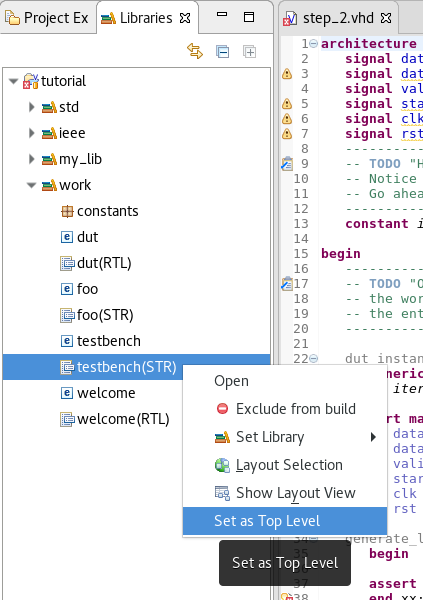 Project Ex
Libraries
step_2.vhd
tutorial
std
ieee
my_lib
work
constants
dut
dut(RTL)
foo
foo(STR)
testbench
testbench(STR)
welcome
welcome(RTL)
1 architecture
2 signal dat
3 signal dat
4 signal val
5 signal sta
6 signal clk
7 signal rst
8 ----------
9 -- TODO "H
10 -- Notice
11 -- Go ahea
12 ----------
13 constant i
14
15 begin
16 ----------
17 -- TODO "O
18 -- the wor
19 -- the ent
20 ----------
21
22 dut_instan
neric
iter
rt ma
data
data
vali
star
clk
rst
34 generate_l
35 begin
assert
38 end xx:
Open
Exclude from build
Set Library
Layout Selection
Show Layout View
Set as Top Level
Set as Top Level